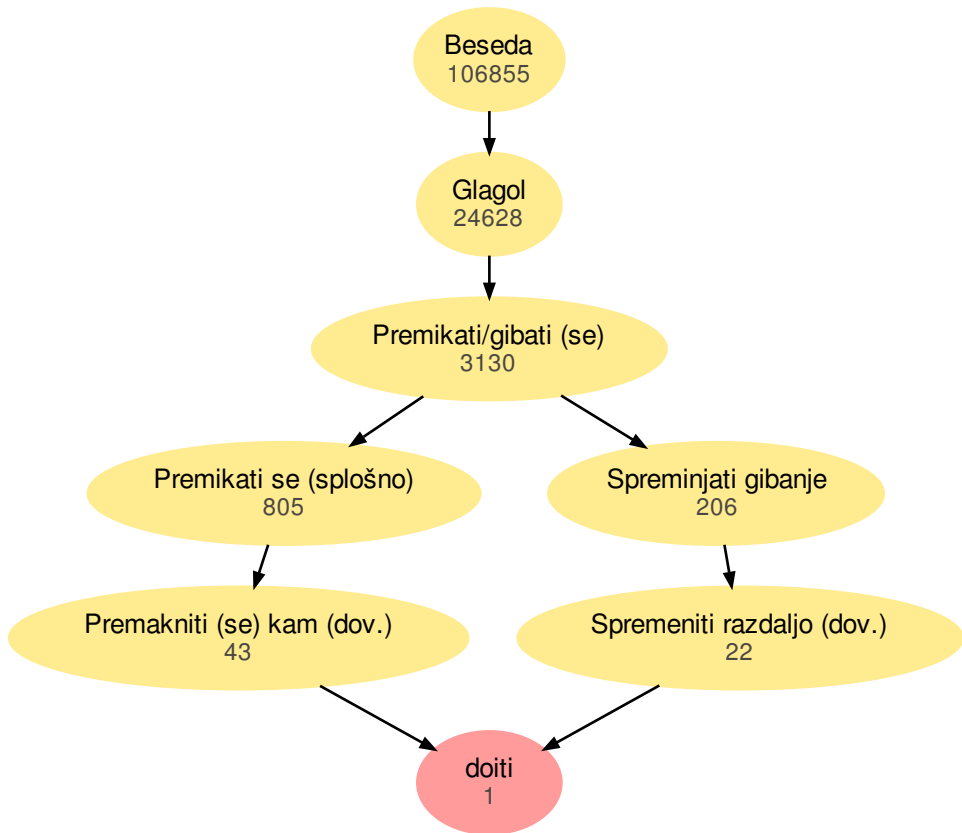 Beseda
106855
Glagol
24628
Premikati/gibati (se)
3130
Premikati se (splošno)
805
Spreminjati gibanje
206
Premakniti (se) kam (dov.)
43
Spremeniti razdaljo (dov.)
22
doiti
1